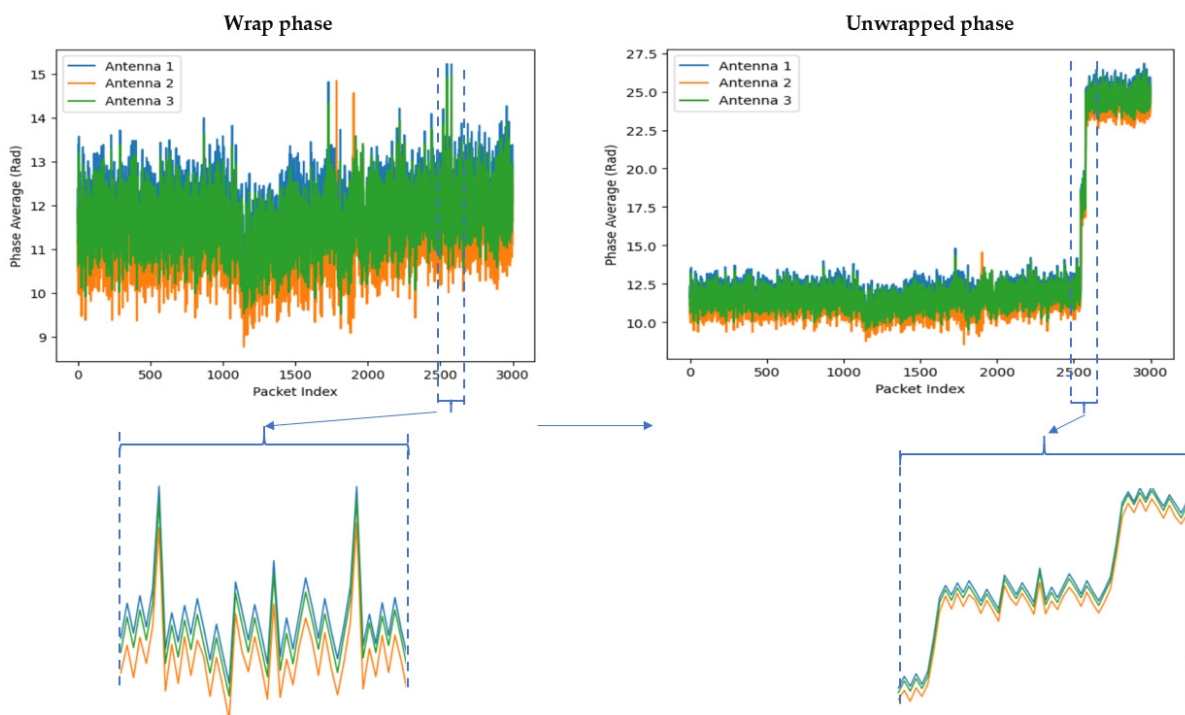 Wrap phase
Antenna 1
Antenna 2
Antenna 3
15
14
13
12
11
10
9
Phase Average (Rad)
0 500 1000 1500 2000 2500 3000
Packet Index
Unwrapped phase
Antenna 1
Antenna 2
Antenna 3
27.5
25.0
22.5
20.0
17.5
15.0
12.5
10.0
Phase Average (Rad)
0 500 1000 1500 2000 2500 3000
Packet Index